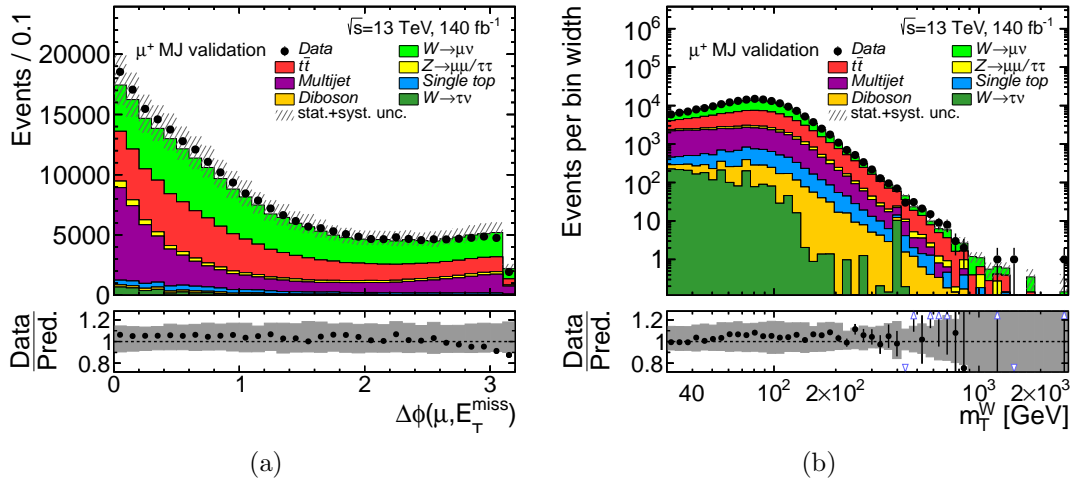 √s=13 TeV, 140 fb⁻¹
μ⁺ MJ validation
Data
W→μν
tt̄
Z→μμ/ττ
Multijet
Single top
Diboson
W→τν
stat.+syst. unc.
Events / 0.1
20000
15000
10000
5000
0
Data
Pred.
1.2
1
0.8
0 1 2 3
Δϕ(μ,E_T^miss)
(a)
√s=13 TeV, 140 fb⁻¹
μ⁺ MJ validation
Data
W→μν
tt̄
Z→μμ/ττ
Multijet
Single top
Diboson
W→τν
stat.+syst. unc.
Events per bin width
10⁶
10⁵
10⁴
10³
10²
10
1
Data
Pred.
1.2
1
0.8
40 10² 2×10² 10³ 2×10³
m_T^W [GeV]
(b)